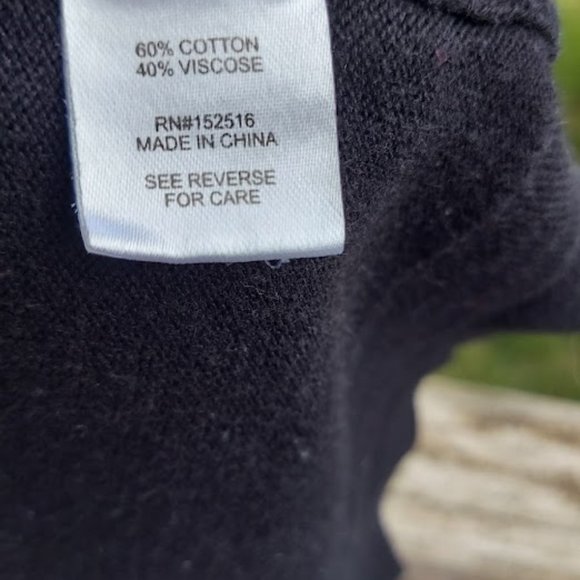 60% COTTON
40% VISCOSE
RN#152516
MADE IN CHINA
SEE REVERSE
FOR CARE